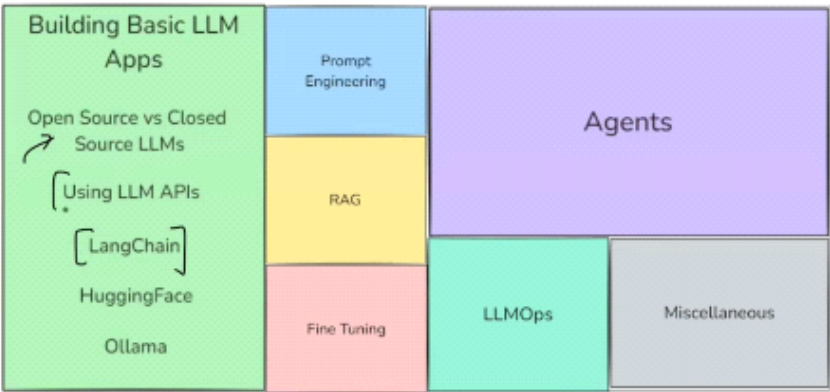 Building Basic LLM
Apps
Open Source vs Closed
Source LLMs
Using LLM APIs
LangChain
HuggingFace
Ollama
Prompt
Engineering
RAG
Fine Tuning
Agents
LLMOps
Miscellaneous